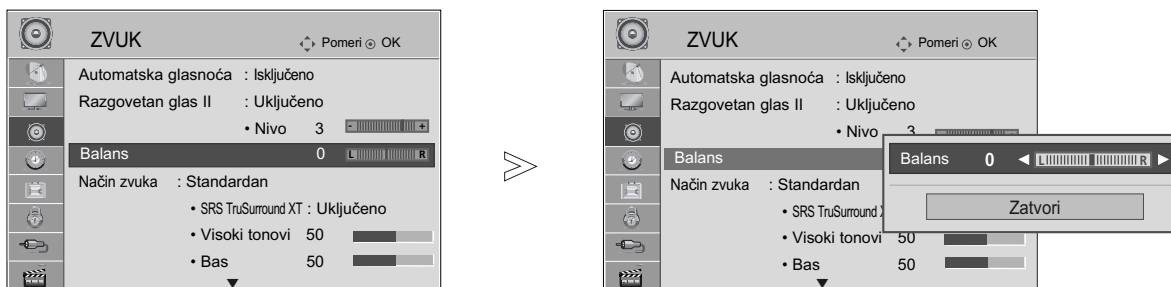 ZVUK
Pomeri OK
Automatska glasnoća : Isključeno
Razgovetan glas II : Uključeno
• Nivo 3 - +
Balans 0 L R
Način zvuka : Standardan
• SRS TruSurround XT : Uključeno
• Visoki tonovi 50
• Bas 50
ZVUK
Pomeri OK
Automatska glasnoća : Isključeno
Razgovetan glas II : Uključeno
• Nivo 3
Balans
Balans 0 L R
Način zvuka : Standardan
Zatvori
• SRS TruSurround
• Visoki tonovi 50
• Bas 50